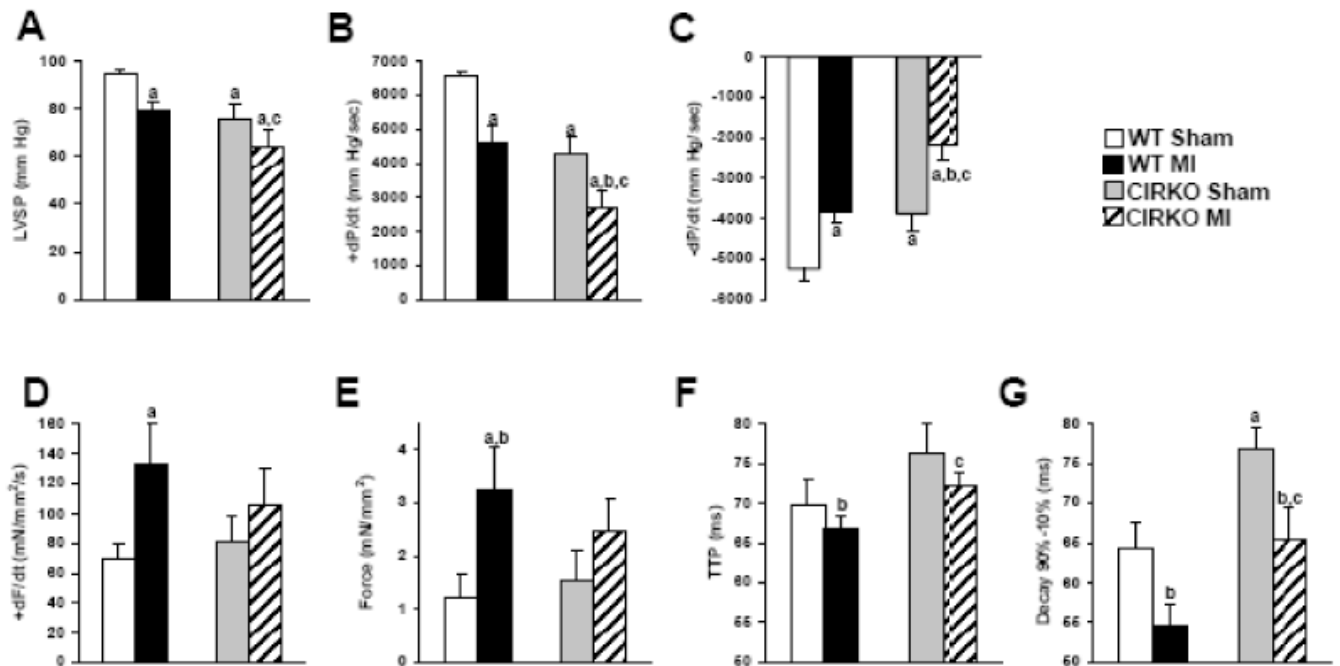 A
LVSP (mm Hg)
100
80
60
40
20
0
a
a
a,c
B
+dP/dt (mm Hg/sec)
7000
6000
5000
4000
3000
2000
1000
0
a
a
a,b,c
C
-dP/dt (mm Hg/sec)
0
-1000
-2000
-3000
-4000
-5000
-6000
a
a
a,b,c
WT Sham
WT MI
CIRKO Sham
CIRKO MI
D
+dF/dt (mN/mm²/s)
160
140
120
100
80
60
40
20
0
a
E
Force (mN/mm²)
4
3
2
1
0
a,b
F
TTP (ms)
80
75
70
65
60
55
50
b
c
G
Decay 90%-10% (ms)
80
75
70
65
60
55
50
b
a
b,c